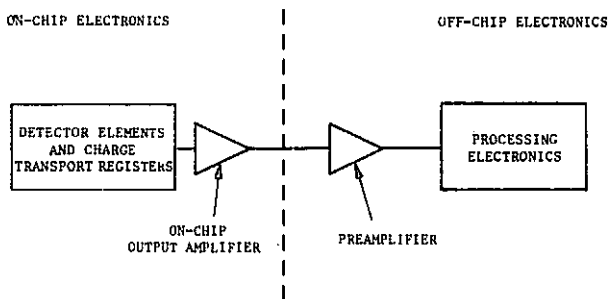 ON-CHIP ELECTRONICS
OFF-CHIP ELECTRONICS
DETECTOR ELEMENTS
AND CHARGE
TRANSPORT REGISTERS
PROCESSING
ELECTRONICS
ON-CHIP
OUTPUT AMPLIFIER
PREAMPLIFIER